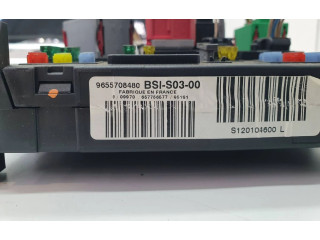 9655708480 BSI-S03-00
FABRIQUE EN FRANCE
S120104600 L